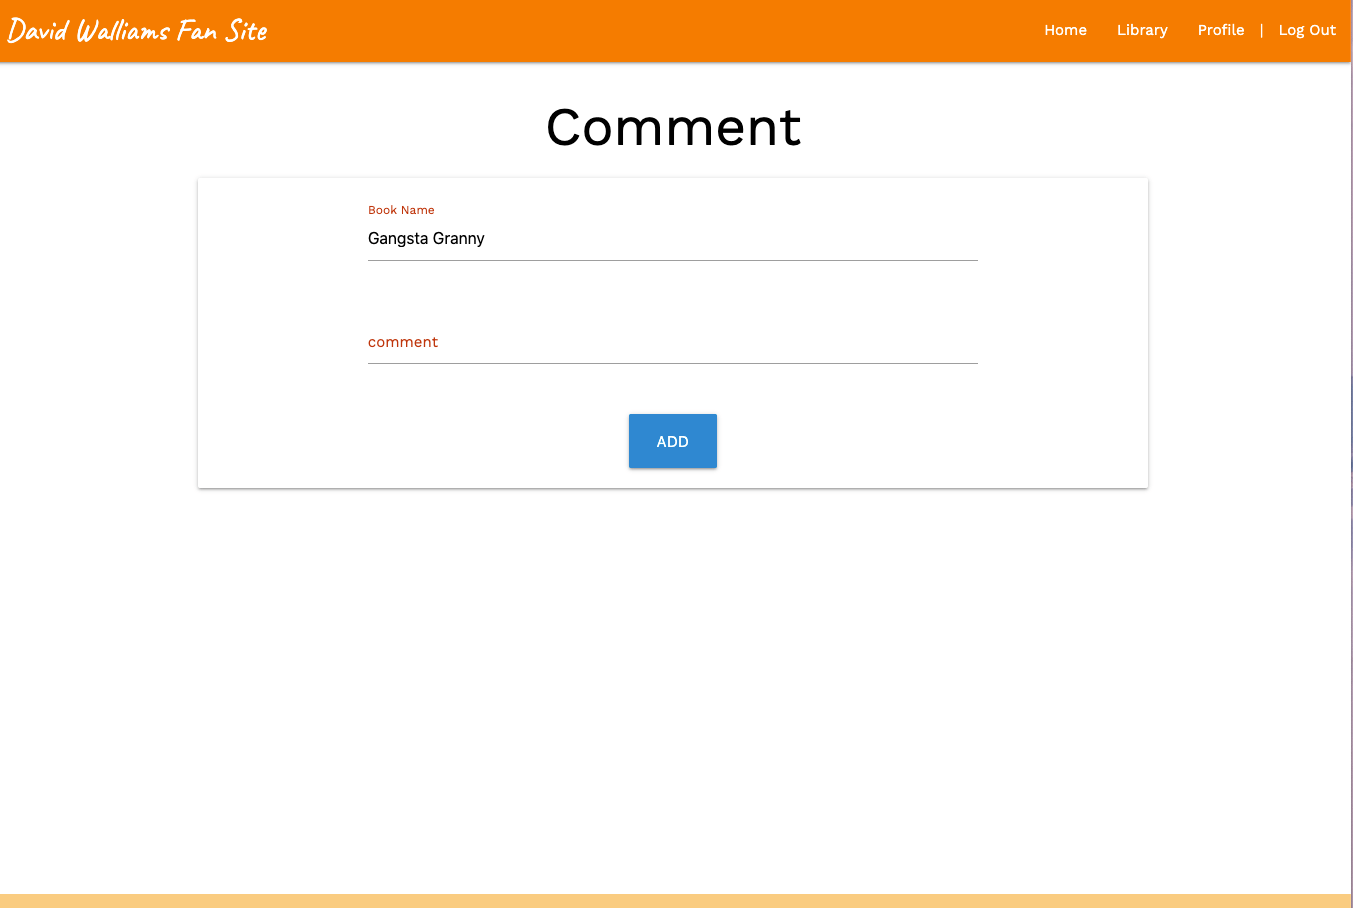 David Walliams Fan Site
Home Library Profile | Log Out
Comment
Book Name
Gangsta Granny
comment
ADD